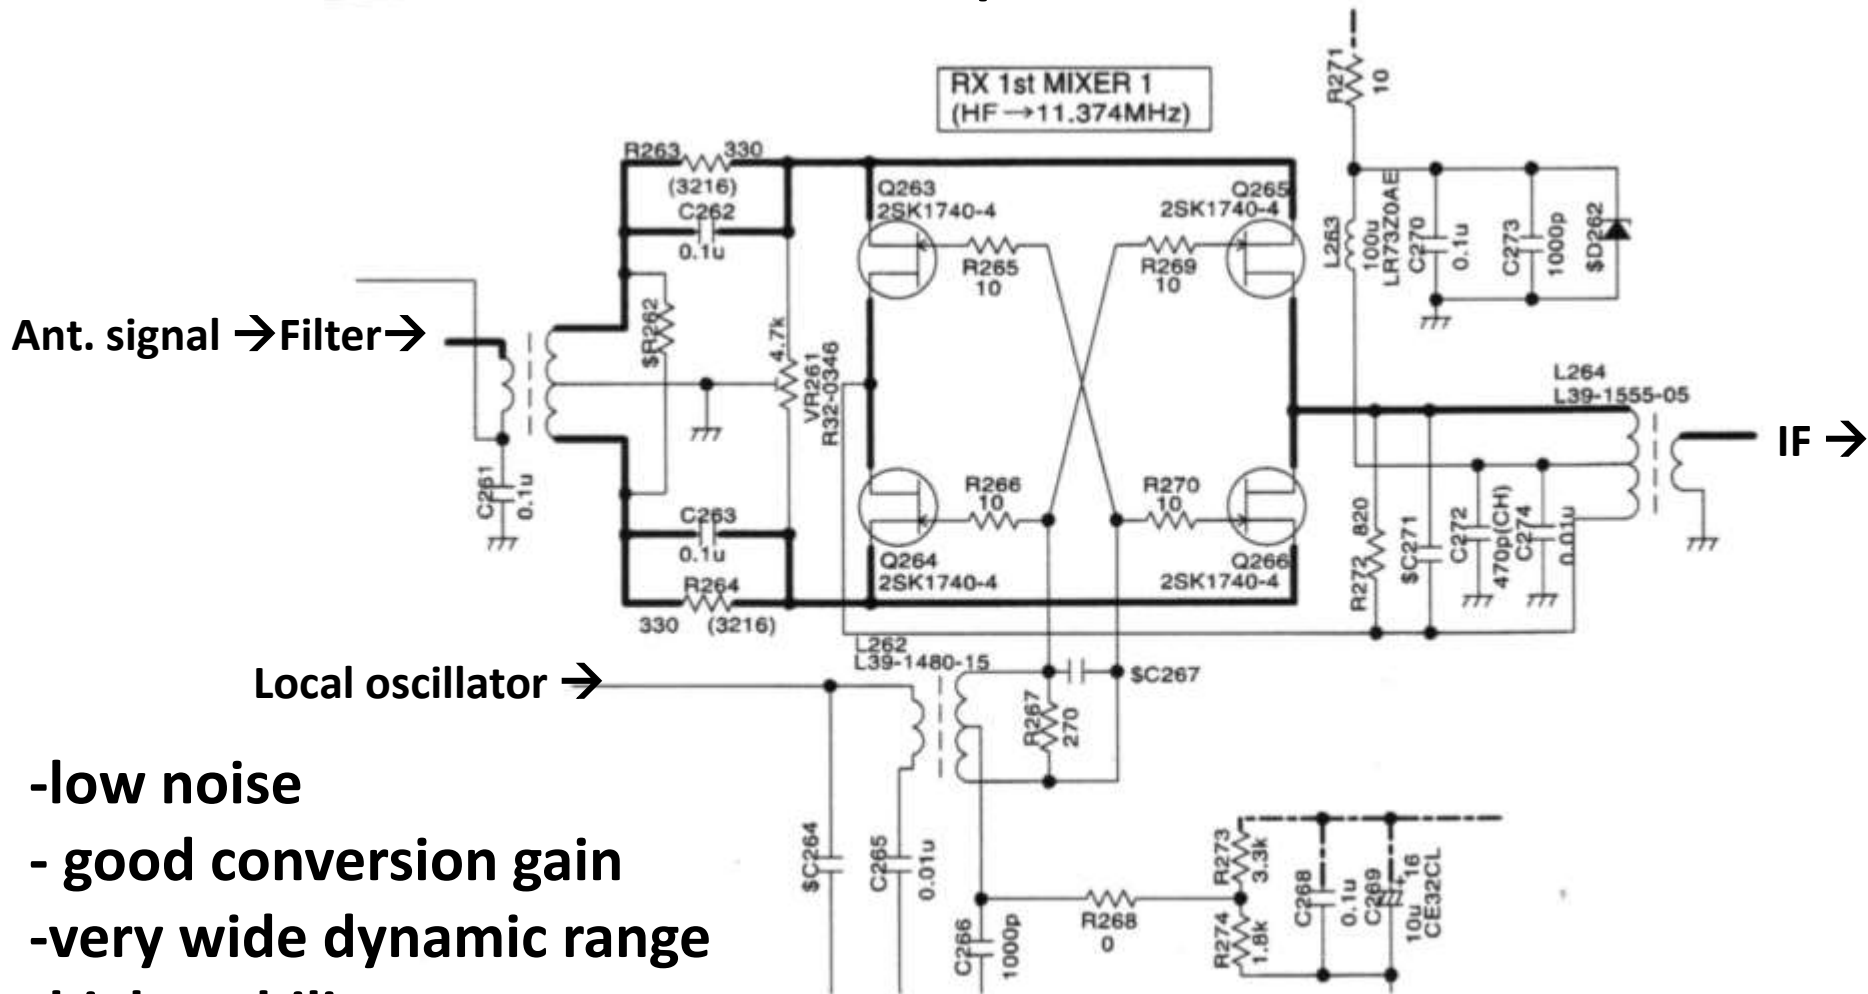 RX 1st MIXER 1
(HF→11.374MHz)
R271
10
R263 330
(3216)
C262
0.1u
Q263
2SK1740-4
Q265
2SK1740-4
R265
10
R269
10
L263
100u
LR73Z0AE
C270
0.1u
C273
1000p
$D262
Ant. signal →Filter→
$R262
4.7k
VR261
R32-0346
L264
L39-1555-05
IF →
C261
0.1u
C263
0.1u
R266
10
R270
10
R264
330 (3216)
Q264
2SK1740-4
Q266
2SK1740-4
R272 820
$C271
C272
470p(CH)
C274
0.01u
L262
L39-1480-15
Local oscillator →
$C267
R267
270
-low noise
- good conversion gain
-very wide dynamic range
$C264
C265
0.01u
C266
1000p
R268
0
R273
3.3k
R274
1.8k
C268
0.1u
C269
10u 16
CE32CL